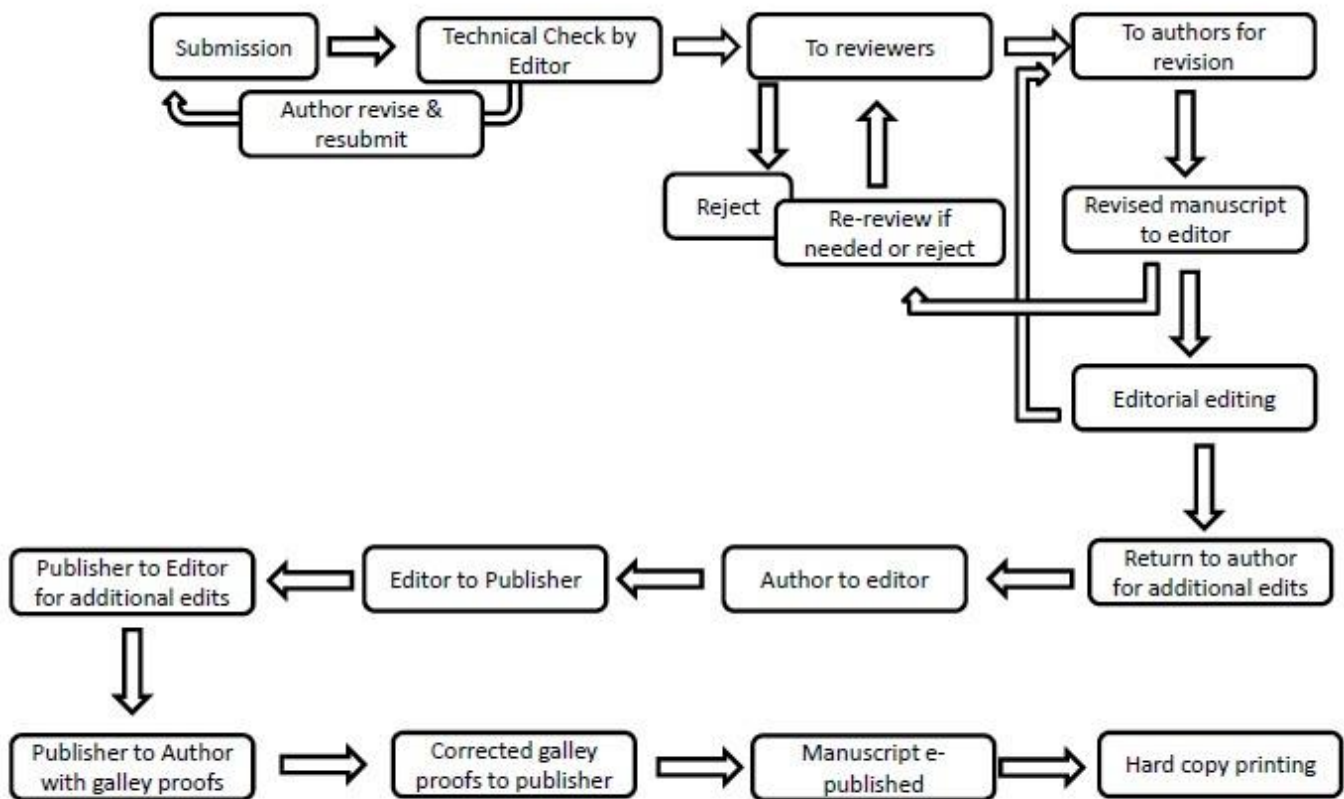 Submission
Technical Check by
Editor
To reviewers
To authors for
revision
Author revise &
resubmit
Reject
Re-review if
needed or reject
Revised manuscript
to editor
Editorial editing
Publisher to Editor
for additional edits
Editor to Publisher
Author to editor
Return to author
for additional edits
Publisher to Author
with galley proofs
Corrected galley
proofs to publisher
Manuscript e-
published
Hard copy printing